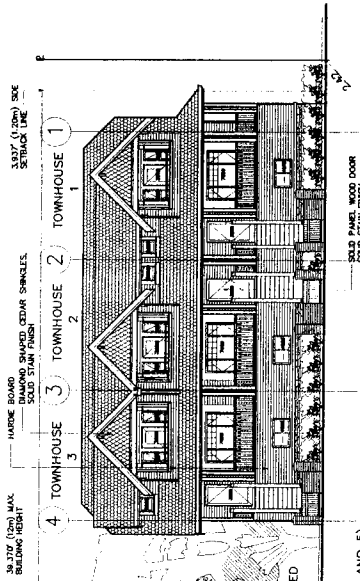 39.370' (12m) MAX.
BUILDING HEIGHT
HARDIE BOARD
DIAMOND SHAPED CEDAR SHINGLES,
SOLID STAIN FINISH
3.937' (1.20m) SIDE
SETBACK LINE
4
TOWNHOUSE
3
3
TOWNHOUSE
2
2
TOWNHOUSE
1
1
SOLID PANEL WOOD DOOR